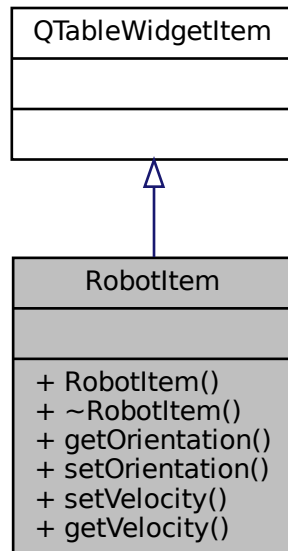 QTableWidgetItem
RobotItem
+ RobotItem()
+ ~RobotItem()
+ getOrientation()
+ setOrientation()
+ setVelocity()
+ getVelocity()